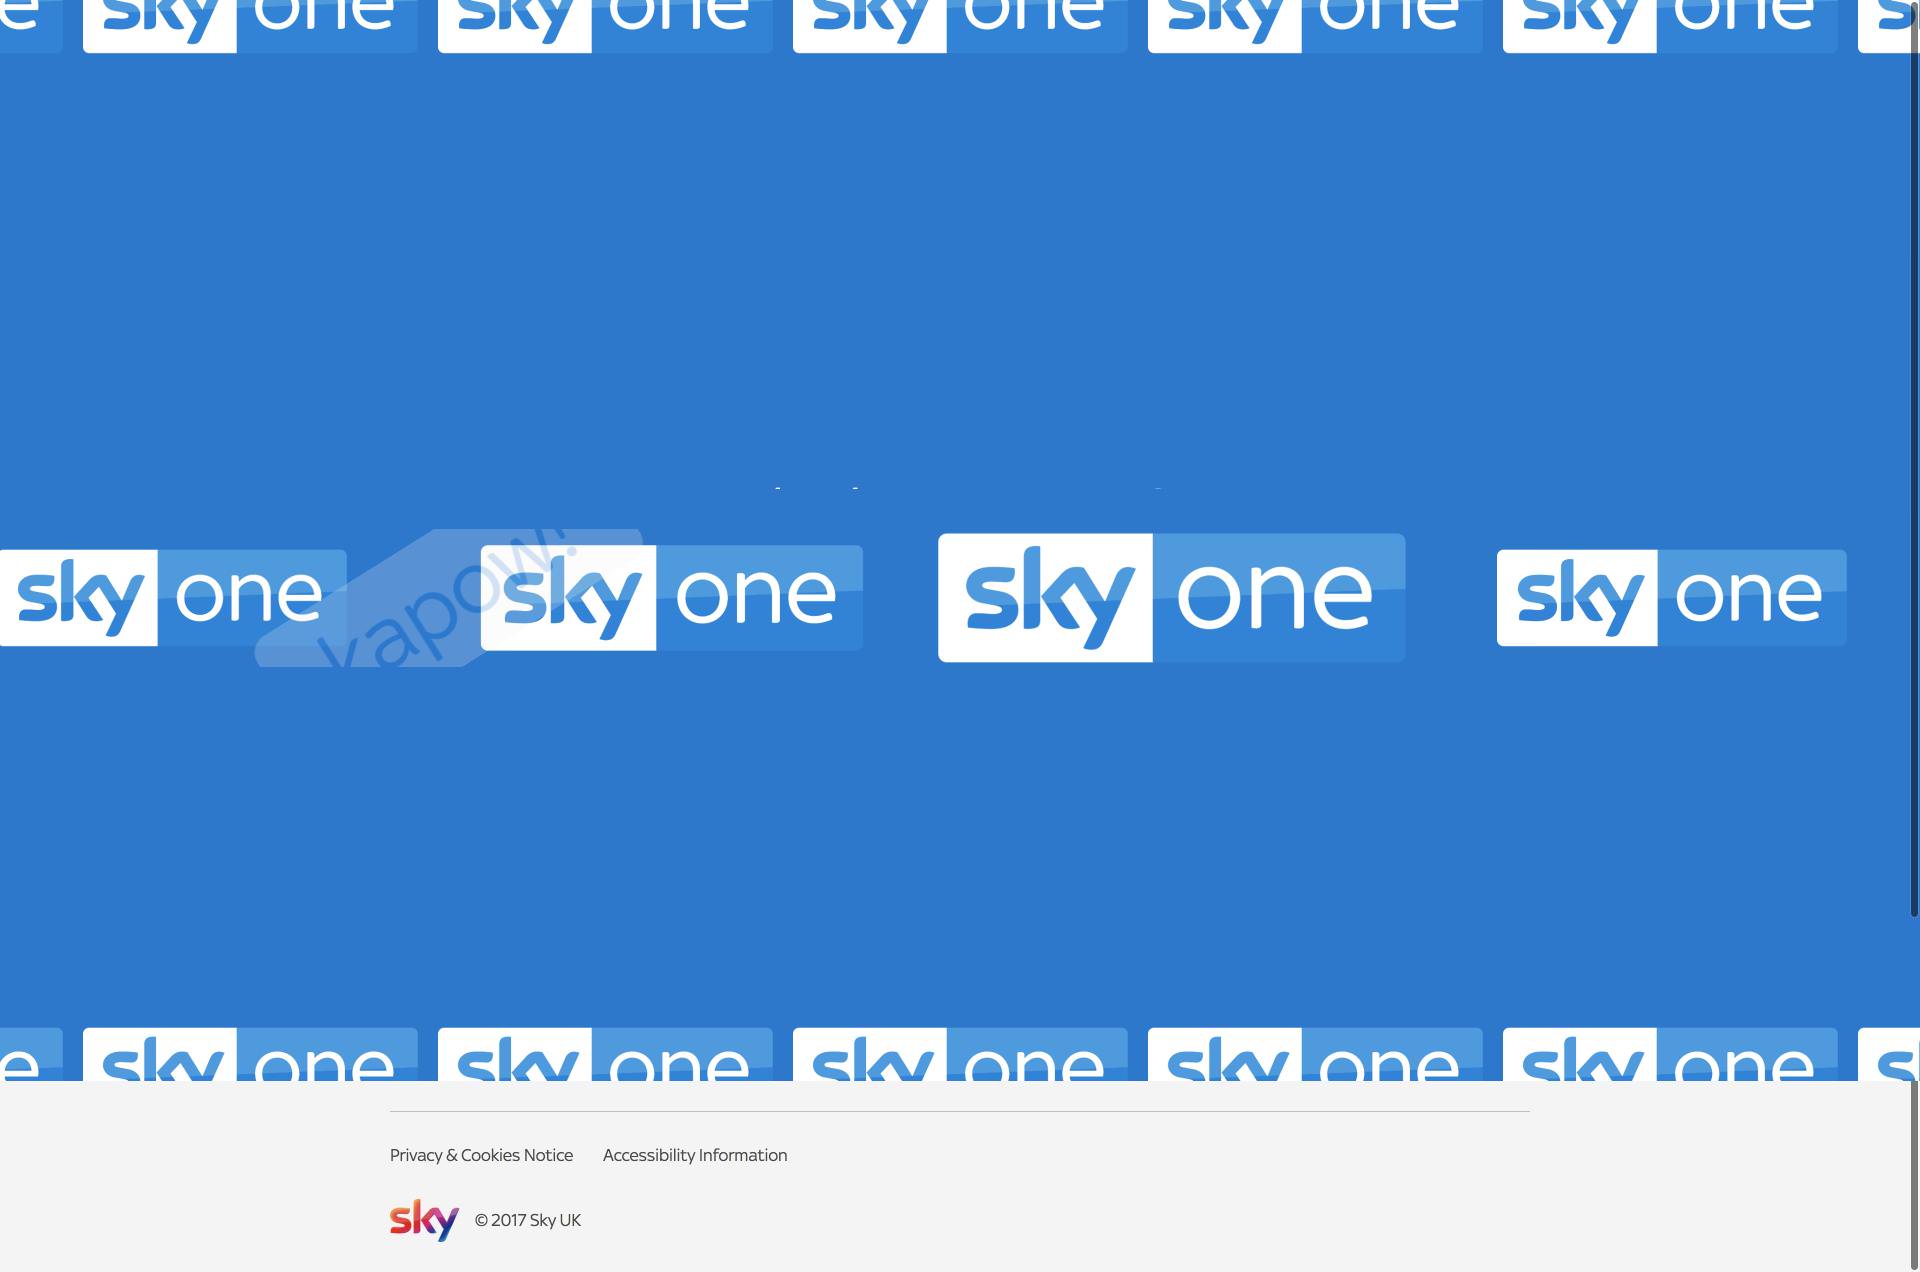 e sky one sky one sky one sky one sky one s
sky one sky one sky one sky one
kapow!
e sky one sky one sky one sky one sky one s
Privacy & Cookies Notice Accessibility Information
sky © 2017 Sky UK